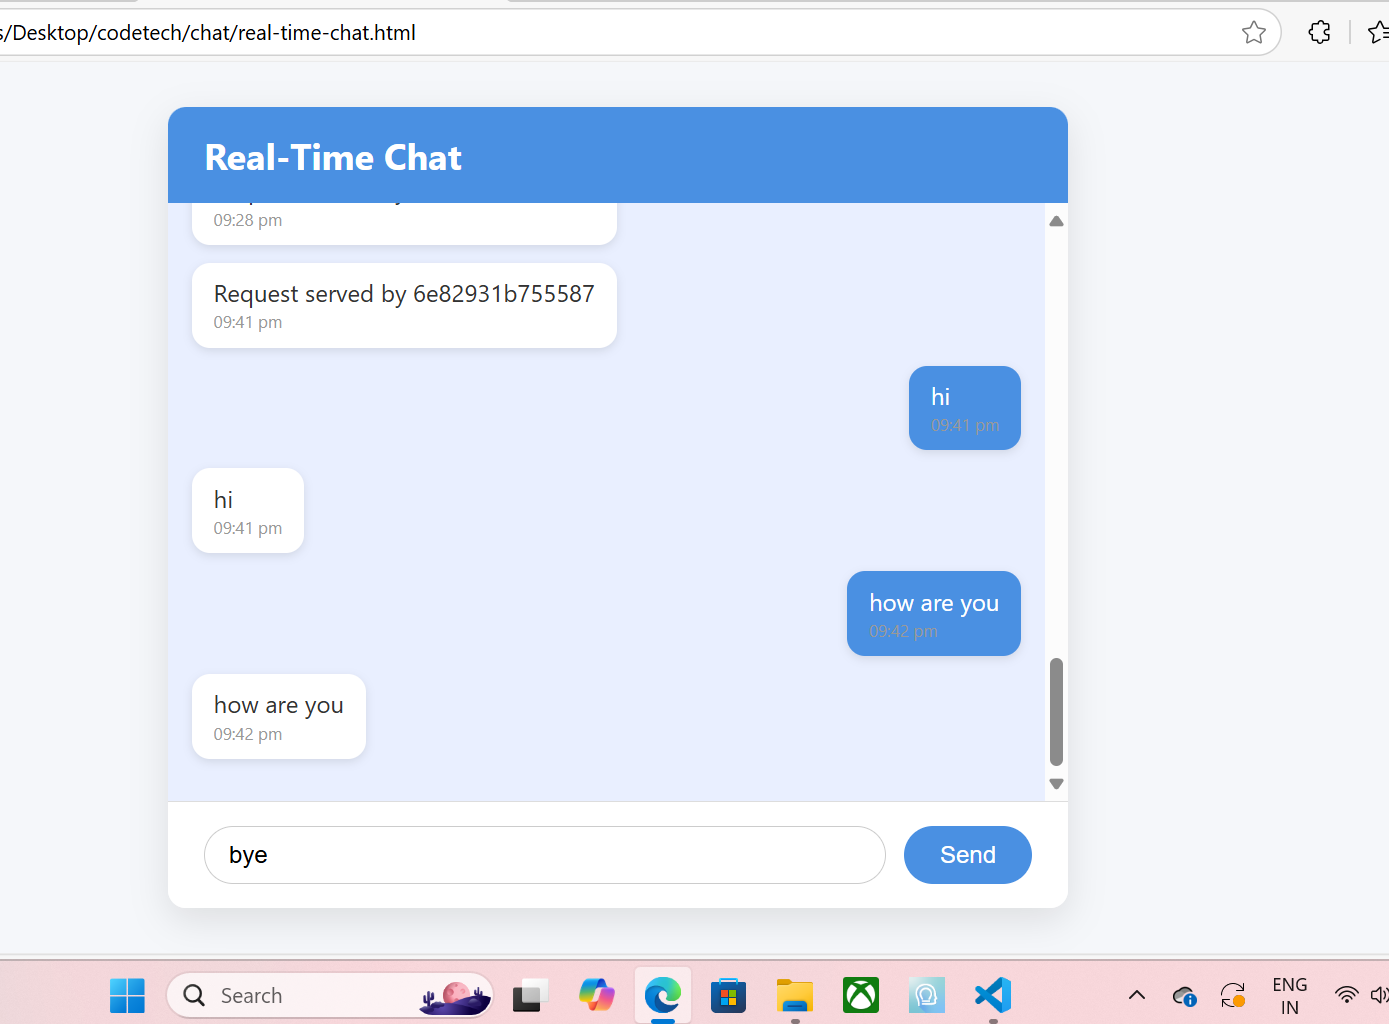 s/Desktop/codetech/chat/real-time-chat.html
Real-Time Chat
09:28 pm
Request served by 6e82931b755587
09:41 pm
hi
09:41 pm
hi
09:41 pm
how are you
09:42 pm
how are you
09:42 pm
bye
Send
Search
ENG
IN